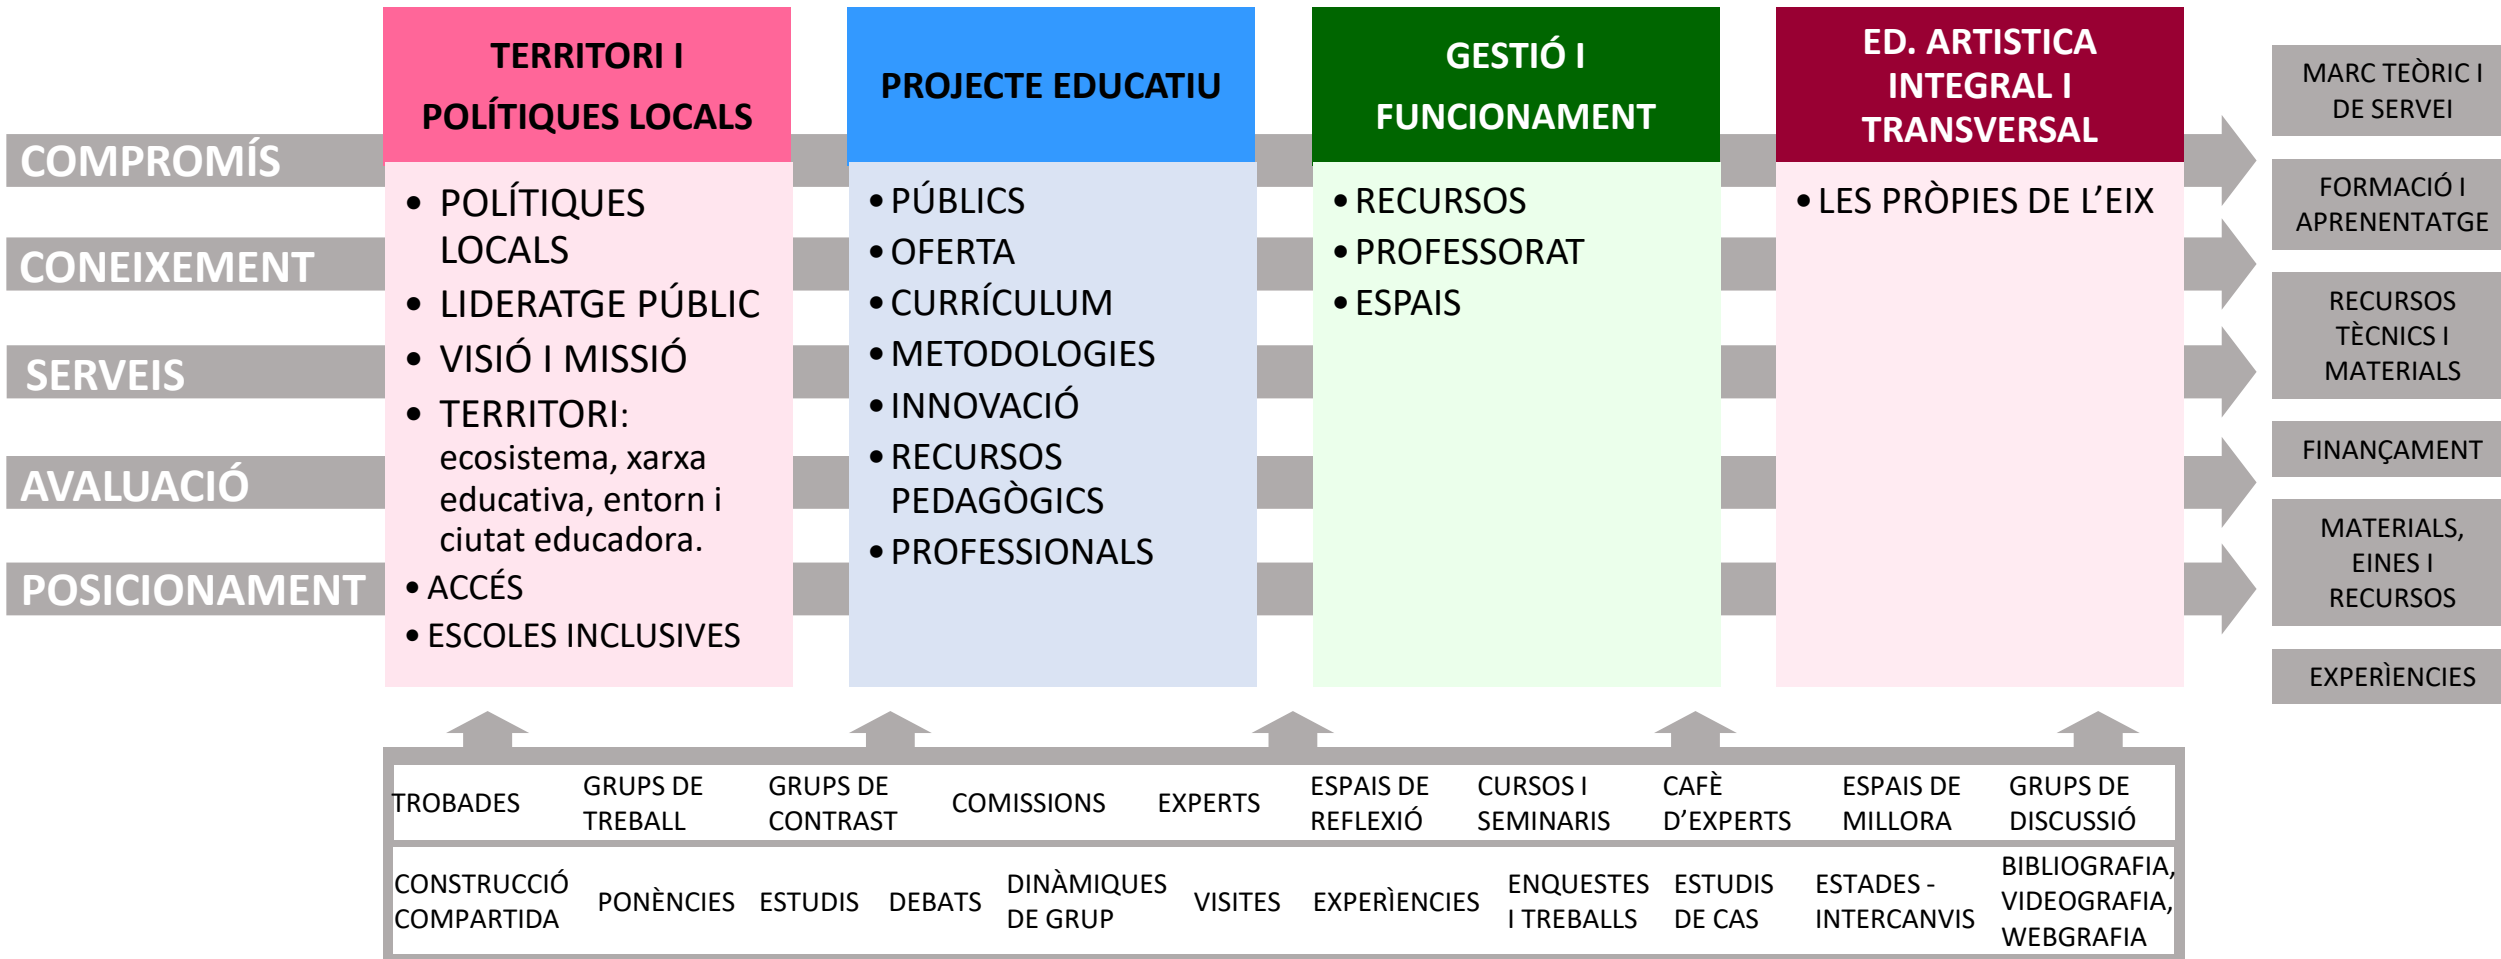 COMPROMÍS
CONEIXEMENT
SERVEIS
AVALUACIÓ
POSICIONAMENT
TERRITORI I
POLÍTIQUES LOCALS
• POLÍTIQUES
LOCALS
• LIDERATGE PÚBLIC
• VISIÓ I MISSIÓ
• TERRITORI:
ecosistema, xarxa
educativa, entorn i
ciutat educadora.
• ACCÉS
• ESCOLES INCLUSIVES
PROJECTE EDUCATIU
• PÚBLICS
• OFERTA
• CURRÍCULUM
• METODOLOGIES
• INNOVACIÓ
• RECURSOS
PEDAGÒGICS
• PROFESSIONALS
GESTIÓ I
FUNCIONAMENT
• RECURSOS
• PROFESSORAT
• ESPAIS
ED. ARTISTICA
INTEGRAL I
TRANSVERSAL
• LES PRÒPIES DE L’EIX
MARC TEÒRIC I
DE SERVEI
FORMACIÓ I
APRENENTATGE
RECURSOS
TÈCNICS I
MATERIALS
FINANÇAMENT
MATERIALS,
EINES I
RECURSOS
EXPERÌENCIES
TROBADES
GRUPS DE
TREBALL
GRUPS DE
CONTRAST
COMISSIONS
EXPERTS
ESPAIS DE
REFLEXIÓ
CURSOS I
SEMINARIS
CAFÈ
D’EXPERTS
ESPAIS DE
MILLORA
GRUPS DE
DISCUSSIÓ
CONSTRUCCIÓ
COMPARTIDA
PONÈNCIES
ESTUDIS
DEBATS
DINÀMIQUES
DE GRUP
VISITES
EXPERÌENCIES
ENQUESTES
I TREBALLS
ESTUDIS
DE CAS
ESTADES -
INTERCANVIS
BIBLIOGRAFIA,
VIDEOGRAFIA,
WEBGRAFIA